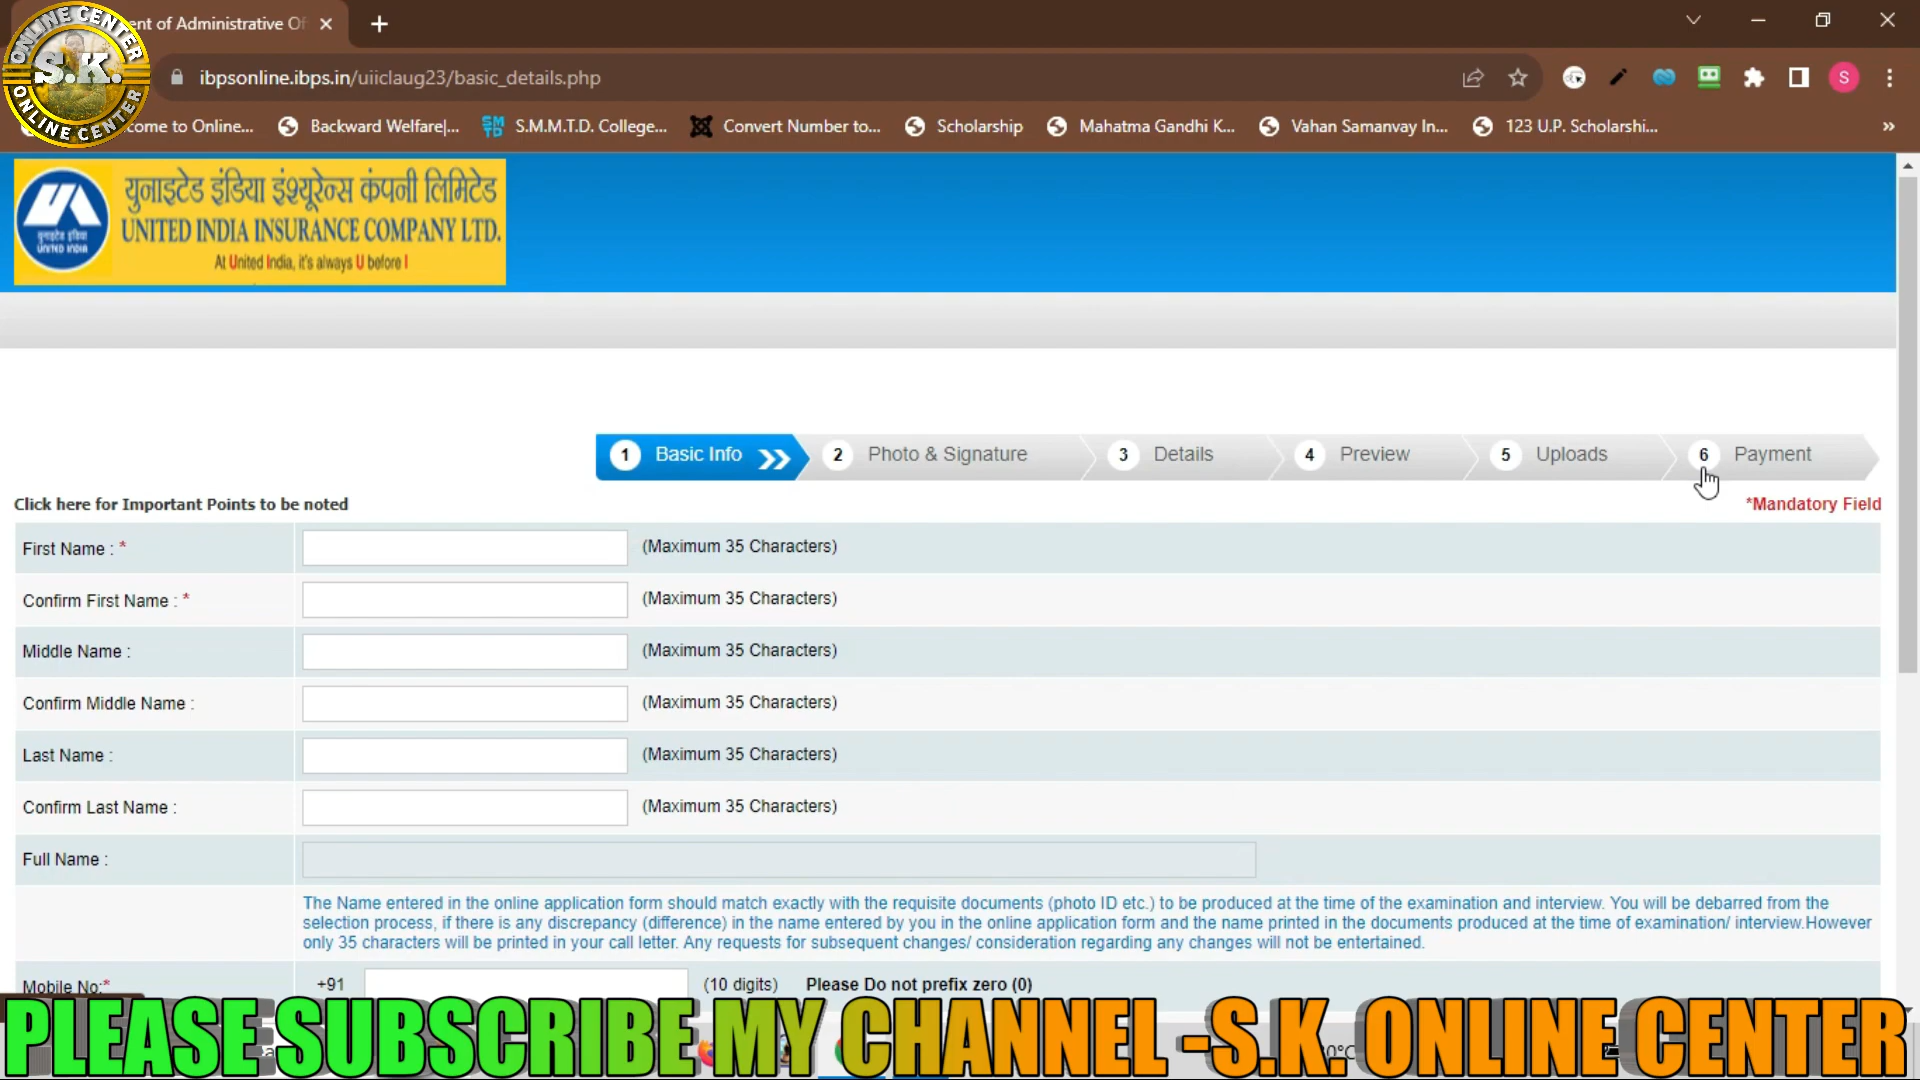 ONLINE CENTER
S.K.
ONLINE CENTER
ent of Administrative Of
ibpsonline.ibps.in/uiiclaug23/basic_details.php
S
come to Online...
Backward Welfare|...
S.M.M.T.D. College...
Convert Number to...
Scholarship
Mahatma Gandhi K...
Vahan Samanvay In...
123 U.P. Scholarshi...
»
युनाइटेड इंडिया इंश्यूरेन्स कंपनी लिमिटेड
UNITED INDIA INSURANCE COMPANY LTD.
At United India, it's always U before I
युनाइटेड इंडिया
UNITED INDIA
1 Basic Info
2 Photo & Signature
3 Details
4 Preview
5 Uploads
6 Payment
Click here for Important Points to be noted
*Mandatory Field
First Name : * (Maximum 35 Characters)
Confirm First Name : * (Maximum 35 Characters)
Middle Name : (Maximum 35 Characters)
Confirm Middle Name : (Maximum 35 Characters)
Last Name : (Maximum 35 Characters)
Confirm Last Name : (Maximum 35 Characters)
Full Name :
The Name entered in the online application form should match exactly with the requisite documents (photo ID etc.) to be produced at the time of the examination and interview. You will be debarred from the
selection process, if there is any discrepancy (difference) in the name entered by you in the online application form and the name printed in the documents produced at the time of examination/ interview.However
only 35 characters will be printed in your call letter. Any requests for subsequent changes/ consideration regarding any changes will not be entertained.
Mobile No:* +91 (10 digits) Please Do not prefix zero (0)
PLEASE SUBSCRIBE MY CHANNEL -S.K. ONLINE CENTER